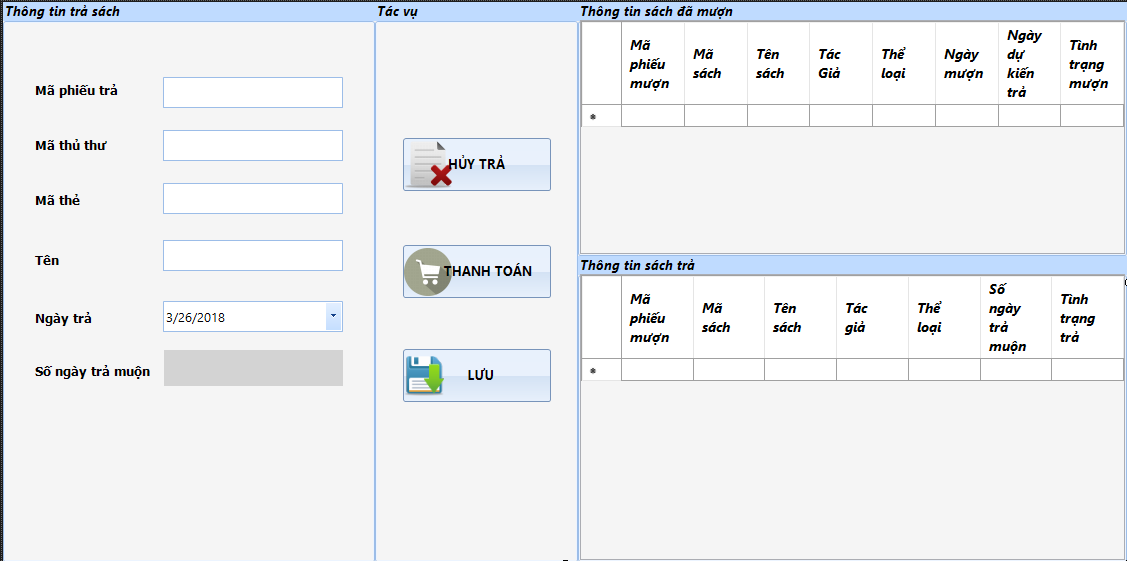 Thông tin trả sách
Mã phiếu trả
Mã thủ thư
Mã thẻ
Tên
Ngày trả
3/26/2018
Số ngày trả muộn
Tác vụ
HỦY TRẢ
THANH TOÁN
LƯU
Thông tin sách đã mượn
Mã
phiếu
mượn
Mã
sách
Tên
sách
Tác
Giả
Thể
loại
Ngày
mượn
Ngày
dự
kiến
trả
Tình
trạng
mượn
Thông tin sách trả
Mã
phiếu
mượn
Mã
sách
Tên
sách
Tác
giả
Thể
loại
Số
ngày
trả
muộn
Tình
trạng
trả